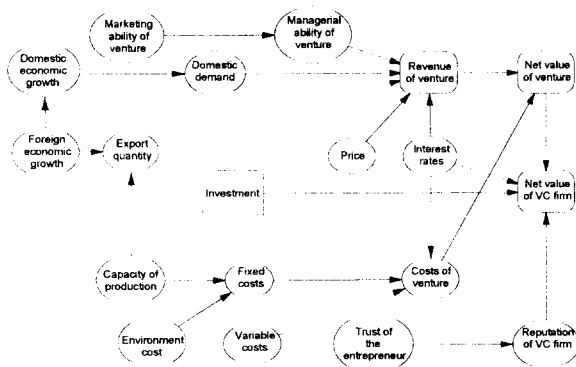 Marketing
ability of
venture
Managerial
ability of
venture
Domestic
economic
growth
Domestic
demand
Revenue
of venture
Net value
of venture
Foreign
economic
growth
Export
quantity
Price
Interest
rates
Investment
Net value
of VC firm
Capacity of
production
Fixed
costs
Costs of
venture
Environment
cost
Variable
costs
Trust of
the
entrepreneur
Reputation
of VC firm